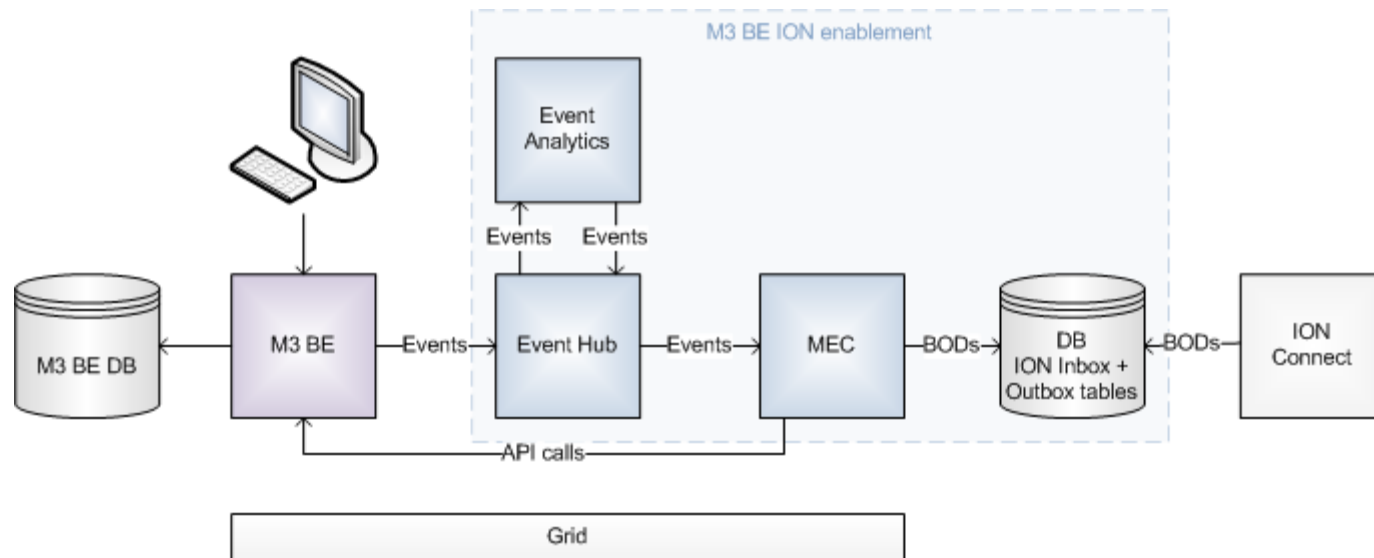 M3 BE ION enablement
Event
Analytics
Events
Events
M3 BE DB
M3 BE
Events
Event Hub
Events
MEC
BODs
DB
ION Inbox +
Outbox tables
BODs
ION
Connect
API calls
Grid